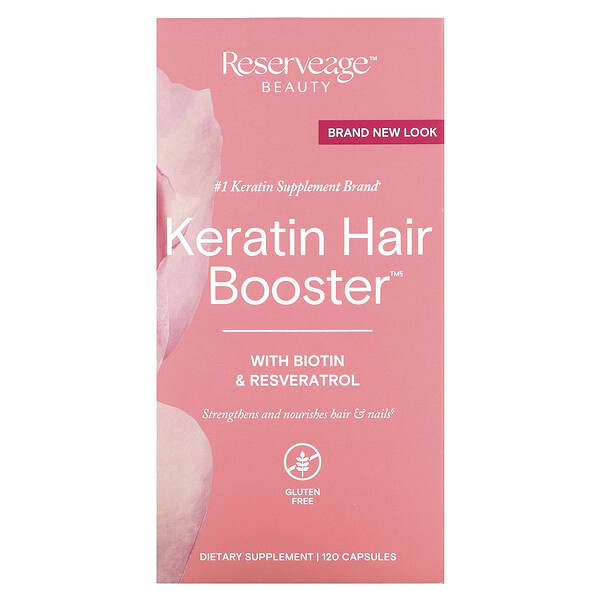 Reserveage™
BEAUTY
BRAND NEW LOOK
#1 Keratin Supplement Brand*
Keratin Hair
Booster™§
WITH BIOTIN
& RESVERATROL
Strengthens and nourishes hair & nails◊
GLUTEN
FREE
DIETARY SUPPLEMENT | 120 CAPSULES